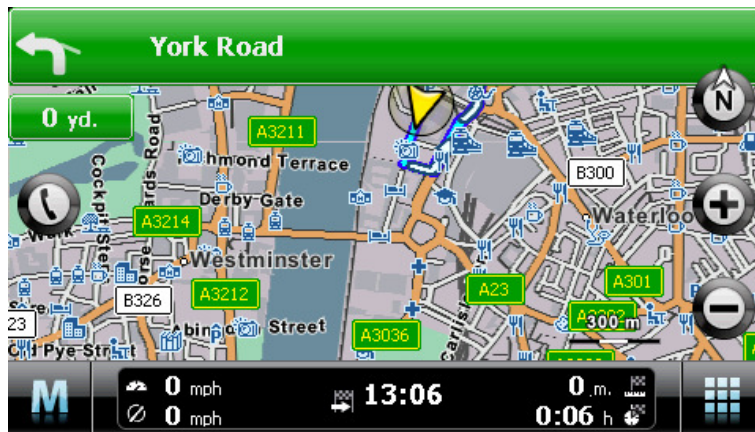 York Road
0 yd.
N
A3211
hmond Terrace
B300
Derby Gate
A3214
Waterloo
Westminster
A3212
A301
A23
B326
300 m
Street
A3036
23
Old Pye Street
M
0 mph
13:06
0 .m.
0 mph
0:06 h